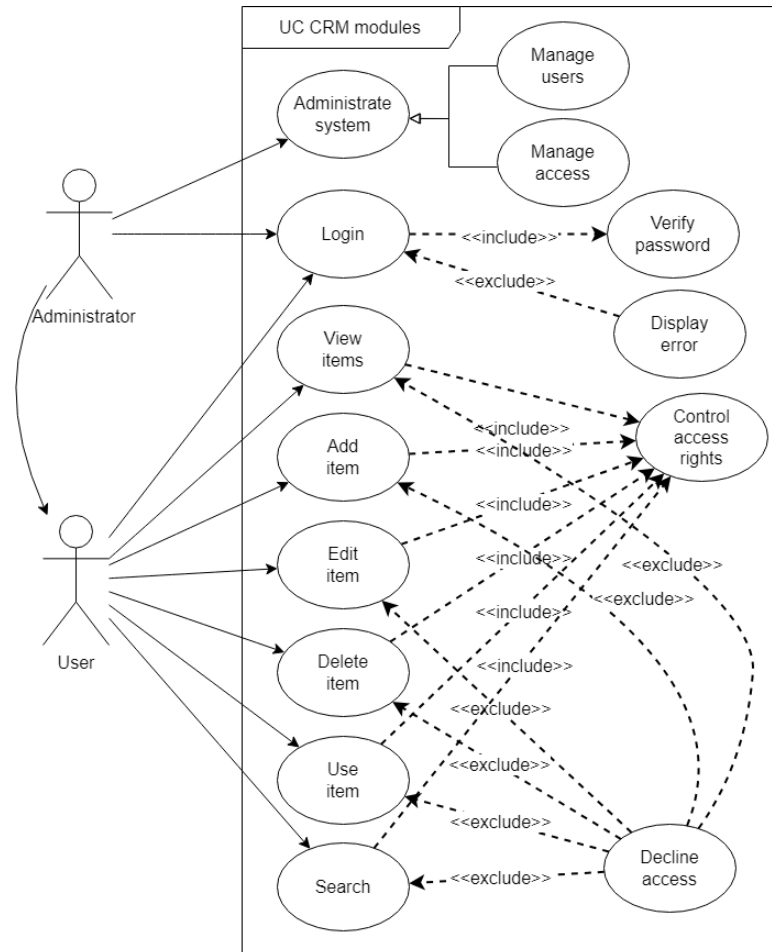 UC CRM modules
Manage
users
Administrate
system
Manage
access
Login
<<include>>
Verify
password
Administrator
<<exclude>>
Display
error
View
items
Control
access
rights
<<include>>
Add
item
<<include>>
Edit
item
<<include>>
<<include>>
<<exclude>>
<<exclude>>
User
<<include>>
Delete
item
<<include>>
<<exclude>>
Use
item
<<exclude>>
<<exclude>>
Search
<<exclude>>
Decline
access